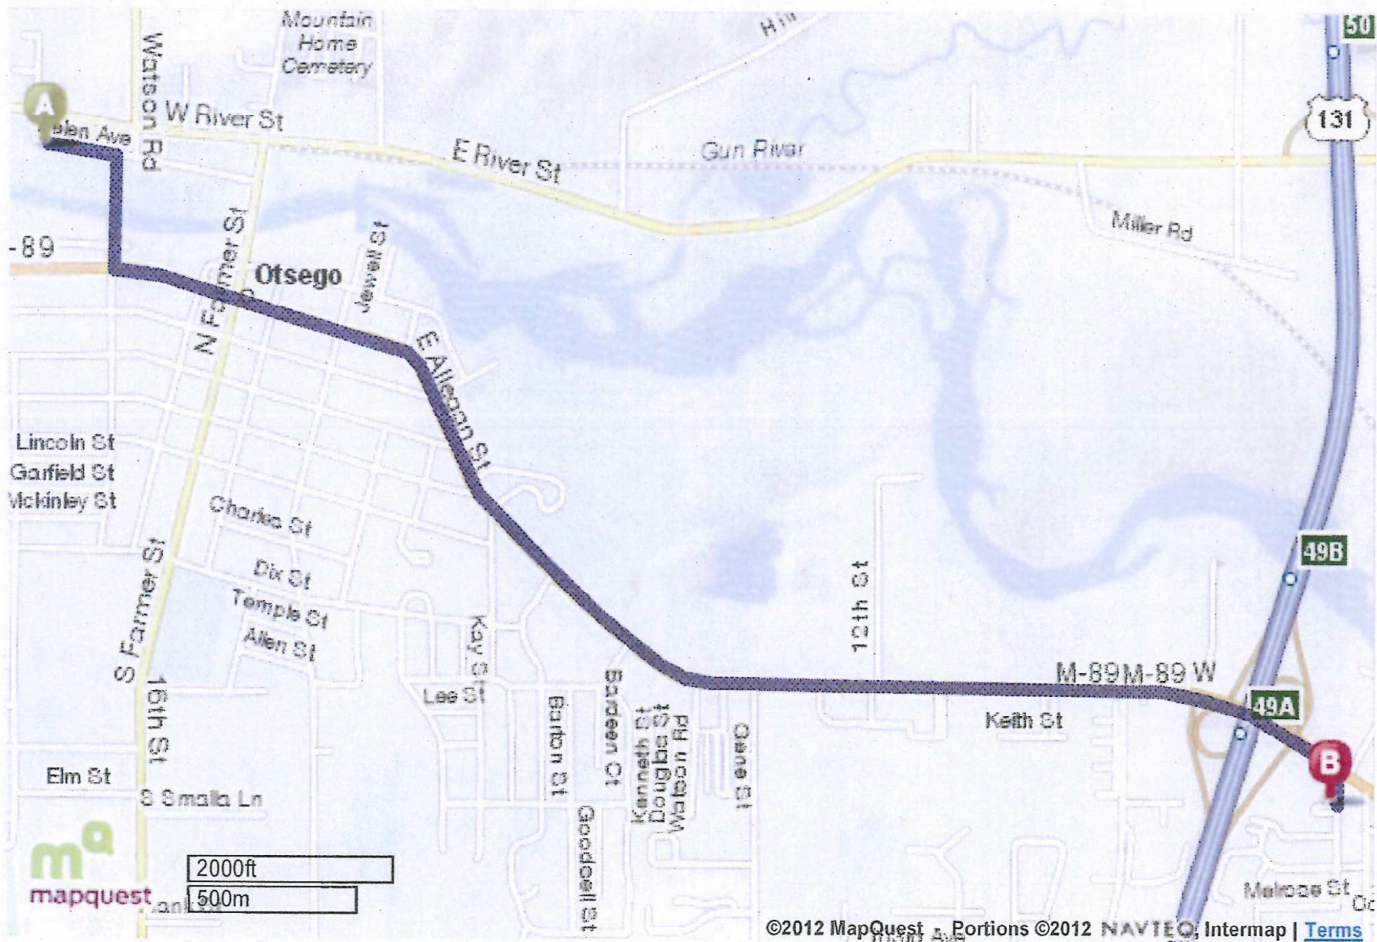 Mountain
Home
Cemetery
Hill
50
131
Watson Rd
A
W River St
Ave
E River St
Gun River
Miller Rd
-89
N Farmer St
Otsego
Jewell St
E Allegan St
Lincoln St
Garfield St
Mckinley St
Charles St
Dix St
Temple St
Allen St
S Farmer St
16th St
Kay St
Lee St
12th St
49B
M-89
M-89 W
49A
Keith St
B
Barton St
Bardeen Ct
Kenneth St
Douglas St
Watson Rd
Gene St
Goodsell St
Elm St
S Smalla Ln
mq
mapquest
2000ft
500m
Melrose St
©2012 MapQuest - Portions ©2012 NAVTEQ, Intermap | Terms